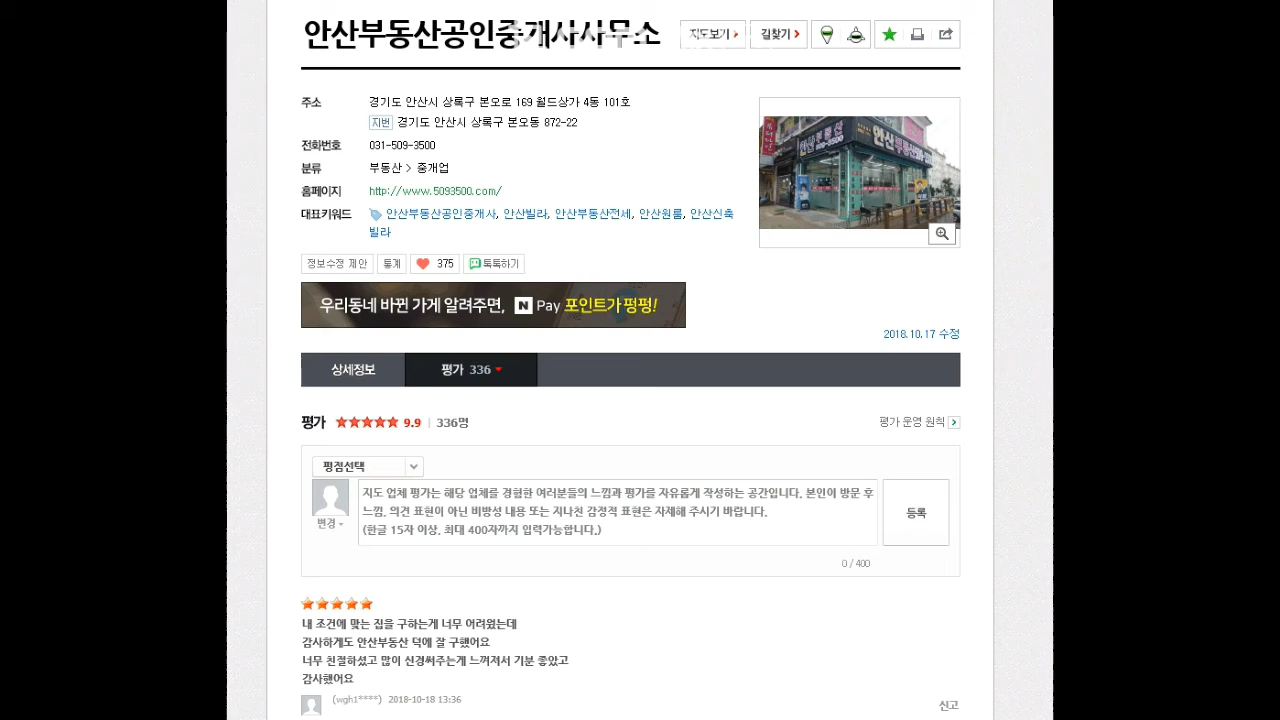 안산부동산공인중개사사무소
지도보기
길찾기
주소 경기도 안산시 상록구 본오로 169 월드상가 4동 101호
지번 경기도 안산시 상록구 본오동 872-22
전화번호 031-509-3500
분류 부동산 > 중개업
홈페이지 http://www.5093500.com/
대표키워드 안산부동산공인중개사, 안산빌라, 안산부동산전세, 안산원룸, 안산신축
빌라
안산부동산
509-3500
안산부동산
정보수정 제안 통계 375 톡톡하기
우리동네 바뀐 가게 알려주면, N Pay 포인트가 펑펑!
2018.10.17 수정
상세정보 평가 336
평가 9.9 336명 평가 운영 원칙
평점선택
지도 업체 평가는 해당 업체를 경험한 여러분들의 느낌과 평가를 자유롭게 작성하는 공간입니다. 본인이 방문 후
느낌, 의견 표현이 아닌 비방성 내용 또는 지나친 감정적 표현은 자제해 주시기 바랍니다.
(한글 15자 이상, 최대 400자까지 입력가능합니다.)
변경
등록
0 / 400
내 조건에 맞는 집을 구하는게 너무 어려웠는데
감사하게도 안산부동산 덕에 잘 구했어요
너무 친절하셨고 많이 신경써주는게 느껴져서 기분 좋았고
감사했어요
(wgh1****) 2018-10-18 13:36 신고